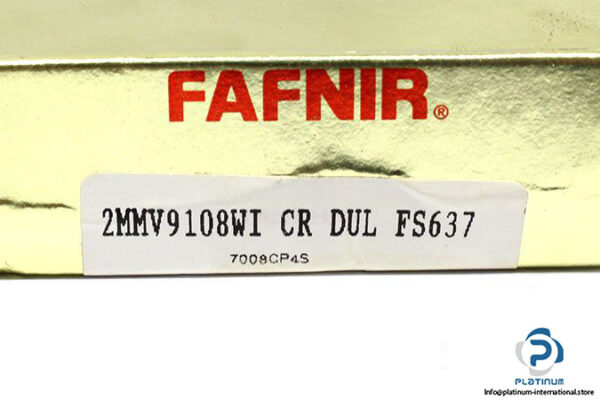 FAFNIR®
2MMV9108WI CR DUL FS637
7008CP4S
PLATINUM
Info@platinum-international.store